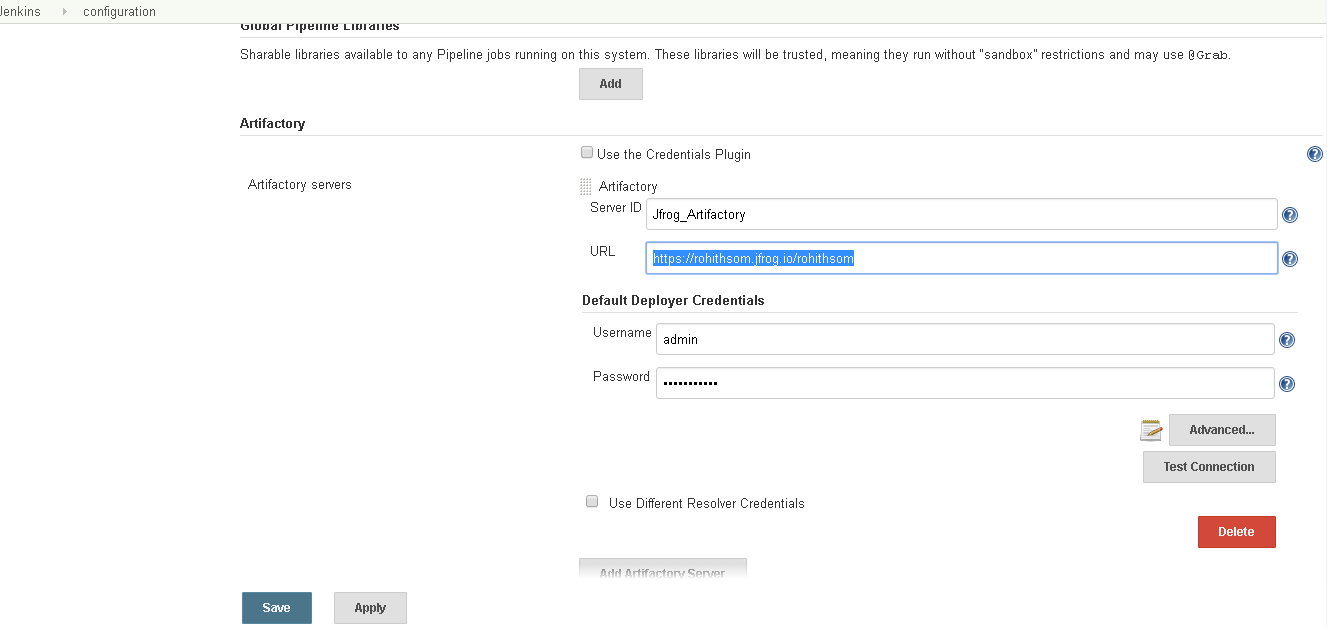 Jenkins configuration
Global Pipeline Libraries
Sharable libraries available to any Pipeline jobs running on this system. These libraries will be trusted, meaning they run without "sandbox" restrictions and may use @Grab.
Add
Artifactory
Use the Credentials Plugin
Artifactory servers
Artifactory
Server ID
Jfrog_Artifactory
URL
https://rohithsom.jfrog.io/rohithsom
Default Deployer Credentials
Username
admin
Password
•••••••••••
Advanced...
Test Connection
Use Different Resolver Credentials
Delete
Add Artifactory Server
Save
Apply